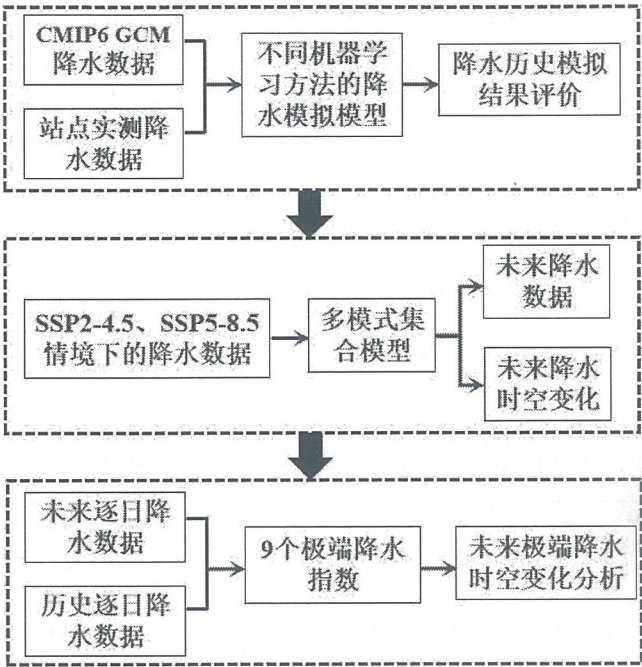 CMIP6 GCM
降水数据
站点实测降
水数据
不同机器学
习方法的降
水模拟模型
降水历史模拟
结果评价
SSP2-4.5、SSP5-8.5
情境下的降水数据
多模式集
合模型
未来降水
数据
未来降水
时空变化
未来逐日降
水数据
历史逐日降
水数据
9个极端降水
指数
未来极端降水
时空变化分析